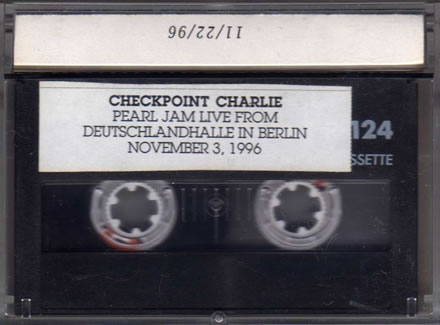 11/22/96
CHECKPOINT CHARLIE
PEARL JAM LIVE FROM
DEUTSCHLANDHALLE IN BERLIN
NOVEMBER 3, 1996
124
SSETTE